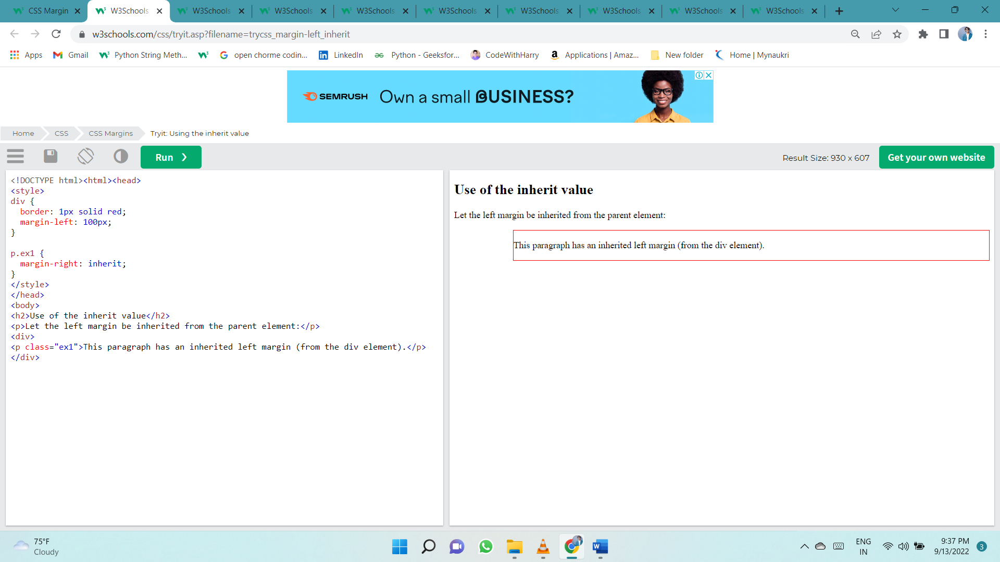 CSS Margin
W3Schools
W3Schools
W3Schools
W3Schools
W3Schools
W3Schools
W3Schools
W3Schools
W3Schools
w3schools.com/css/tryit.asp?filename=trycss_margin-left_inherit
Apps
Gmail
Python String Meth...
open chorme codin...
LinkedIn
Python - Geeksfor...
CodeWithHarry
Applications | Amaz...
New folder
Home | Mynaukri
SEMRUSH
Own a small BUSINESS?
Home
CSS
CSS Margins
Tryit: Using the inherit value
Run ❯
Result Size: 930 x 607
Get your own website
<!DOCTYPE html><html><head>
<style>
div {
  border: 1px solid red;
  margin-left: 100px;
}
p.ex1 {
  margin-right: inherit;
}
</style>
</head>
<body>
<h2>Use of the inherit value</h2>
<p>Let the left margin be inherited from the parent element:</p>
<div>
<p class="ex1">This paragraph has an inherited left margin (from the div element).</p>
</div>
Use of the inherit value
Let the left margin be inherited from the parent element:
This paragraph has an inherited left margin (from the div element).
75°F
Cloudy
ENG
IN
9:37 PM
9/13/2022
3